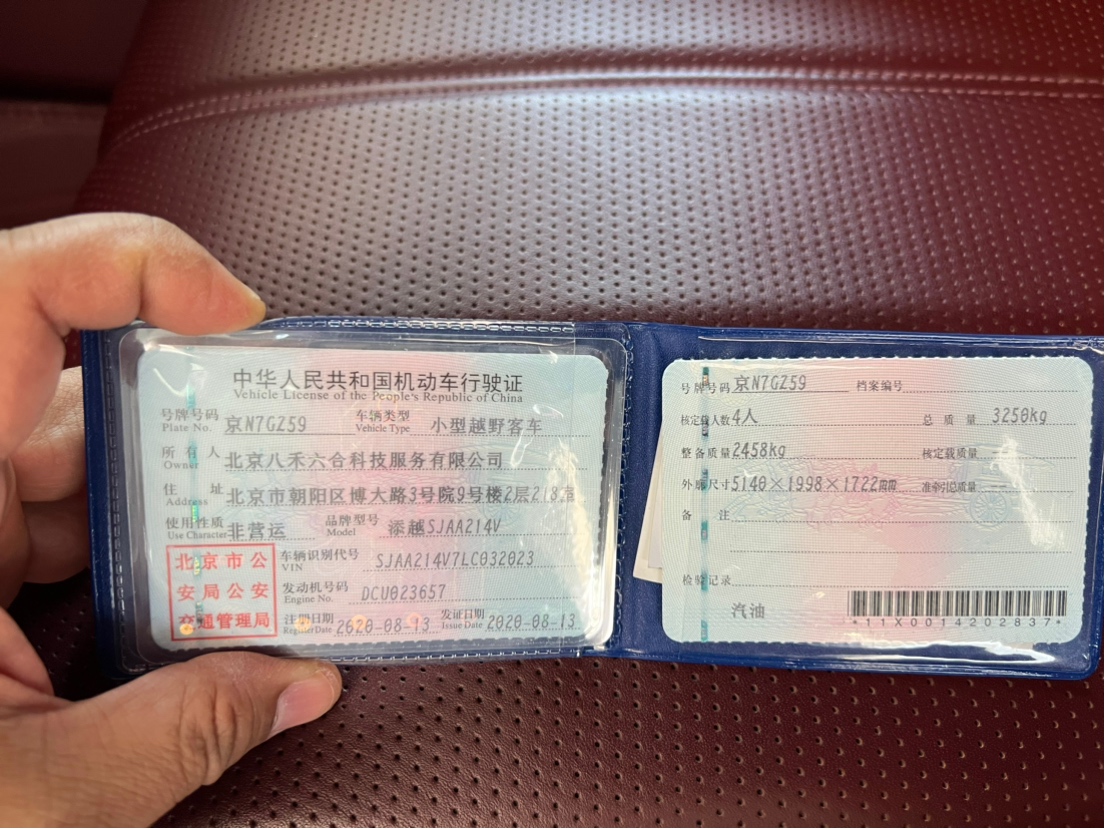 中华人民共和国机动车行驶证
Vehicle License of the People's Republic of China
号牌号码 京N7GZ59 车辆类型 小型越野客车
Plate No. Vehicle Type
所有人 北京八禾六合科技服务有限公司
Owner
住址 北京市朝阳区博大路3号院9号楼2层218室
Address
使用性质 非营运 品牌型号 添越SJAA214V
Use Character Model
北京市公
安局公安
交通管理局
车辆识别代号 SJAA214V7LC032023
VIN
发动机号码 DCU023657
Engine No.
注册日期 2020-08-13 发证日期 2020-08-13
Register Date Issue Date
号牌号码 京N7GZ59 档案编号
核定载人数 4人 总质量 3250kg
整备质量 2458kg 核定载质量 --
外廓尺寸 5140×1998×1722mm 准牵引总质量 --
备注
检验记录
汽油
*11X0014202837*